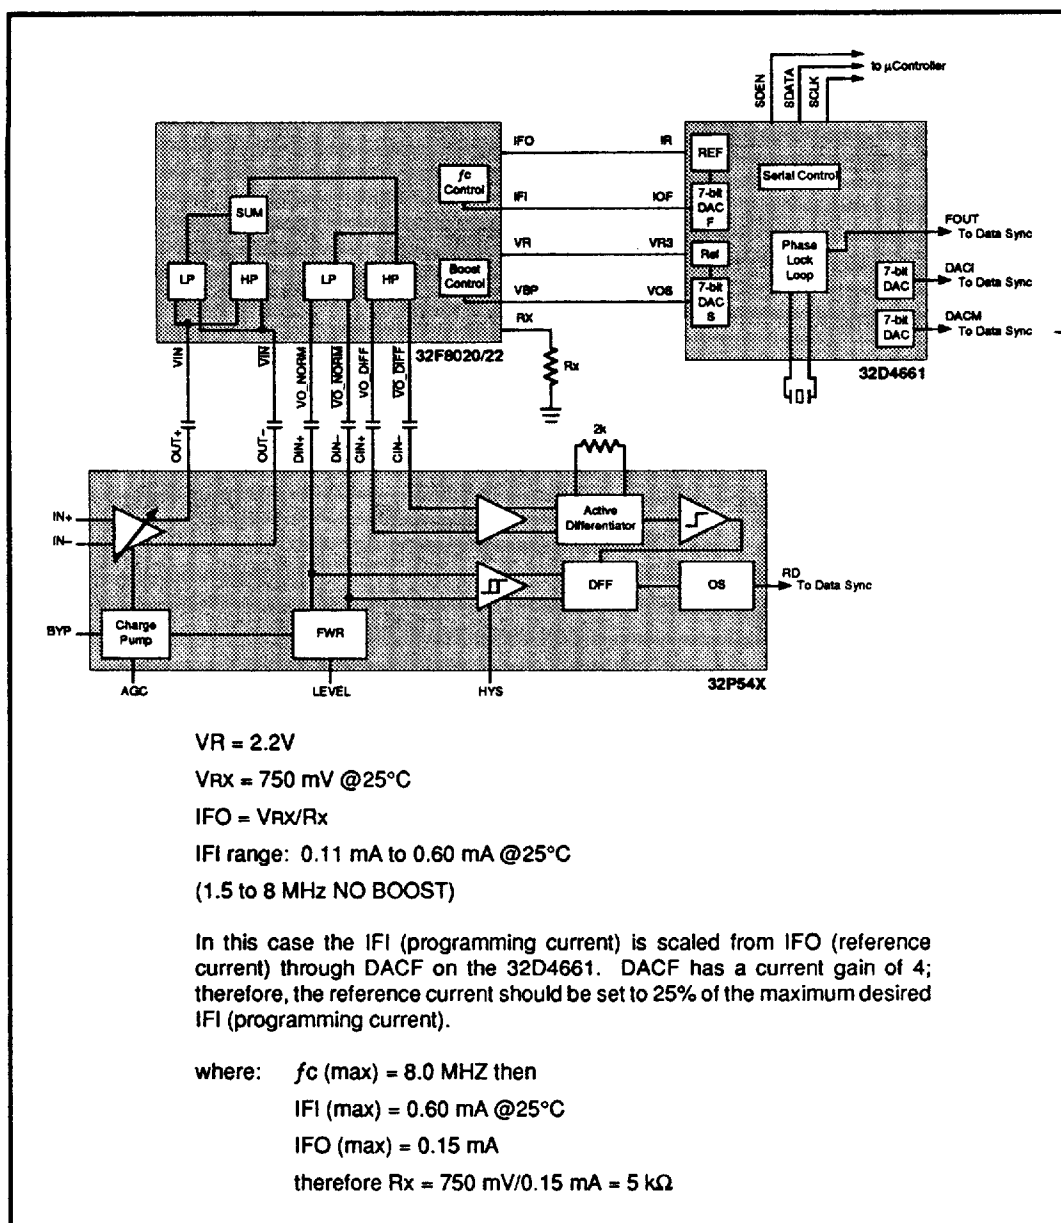 SDEN
SDATA
SCLK
to μController
IFO
IR
REF
Serial Control
fc
Control
SUM
IFI
IOF
7-bit
DAC
F
FOUT
To Data Sync
VR
VR3
Ref
Phase
Lock
Loop
LP
HP
LP
HP
Boost
Control
7-bit
DAC
DACI
To Data Sync
VBP
VOS
7-bit
DAC
S
7-bit
DAC
DACM
To Data Sync
RX
32F8020/22
32D4661
VIN
VIN
VO_NORM
VO_NORM
VO_DIFF
VO_DIFF
Rx
OUT+
OUT–
DIN+
DIN–
CIN+
CIN–
2k
IN+
IN–
Active
Differentiator
DFF
OS
RD
To Data Sync
BYP
Charge
Pump
FWR
AGC
LEVEL
HYS
32P54X
VR = 2.2V
VRX = 750 mV @25°C
IFO = VRX/Rx
IFI range: 0.11 mA to 0.60 mA @25°C
(1.5 to 8 MHz NO BOOST)
In this case the IFI (programming current) is scaled from IFO (reference
current) through DACF on the 32D4661. DACF has a current gain of 4;
therefore, the reference current should be set to 25% of the maximum desired
IFI (programming current).
where: fc (max) = 8.0 MHZ then
IFI (max) = 0.60 mA @25°C
IFO (max) = 0.15 mA
therefore Rx = 750 mV/0.15 mA = 5 kΩ